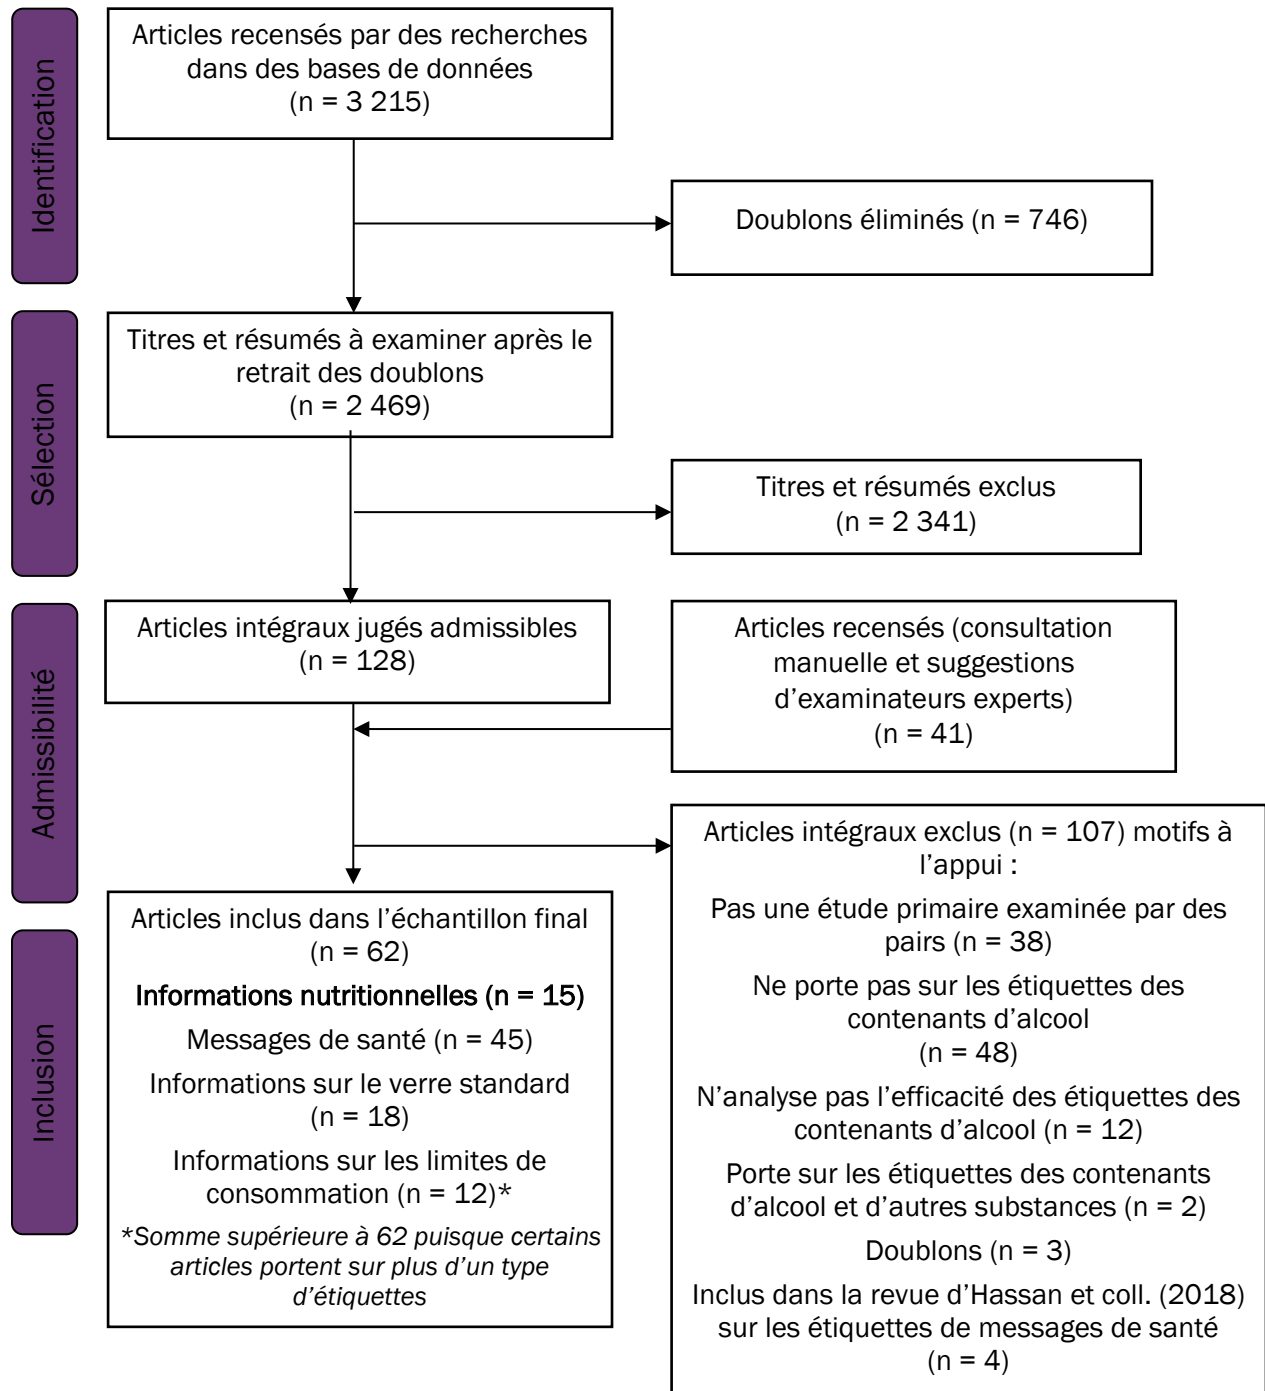 Identification
Articles recensés par des recherches
dans des bases de données
(n = 3 215)
Doublons éliminés (n = 746)
Sélection
Titres et résumés à examiner après le
retrait des doublons
(n = 2 469)
Titres et résumés exclus
(n = 2 341)
Admissibilité
Articles intégraux jugés admissibles
(n = 128)
Articles recensés (consultation
manuelle et suggestions
d’examinateurs experts)
(n = 41)
Articles intégraux exclus (n = 107) motifs à
l’appui :
Pas une étude primaire examinée par des
pairs (n = 38)
Ne porte pas sur les étiquettes des
contenants d’alcool
(n = 48)
N’analyse pas l’efficacité des étiquettes des
contenants d’alcool (n = 12)
Porte sur les étiquettes des contenants
d’alcool et d’autres substances (n = 2)
Doublons (n = 3)
Inclus dans la revue d’Hassan et coll. (2018)
sur les étiquettes de messages de santé
(n = 4)
Inclusion
Articles inclus dans l’échantillon final
(n = 62)
Informations nutritionnelles (n = 15)
Messages de santé (n = 45)
Informations sur le verre standard
(n = 18)
Informations sur les limites de
consommation (n = 12)*
*Somme supérieure à 62 puisque certains
articles portent sur plus d’un type
d’étiquettes